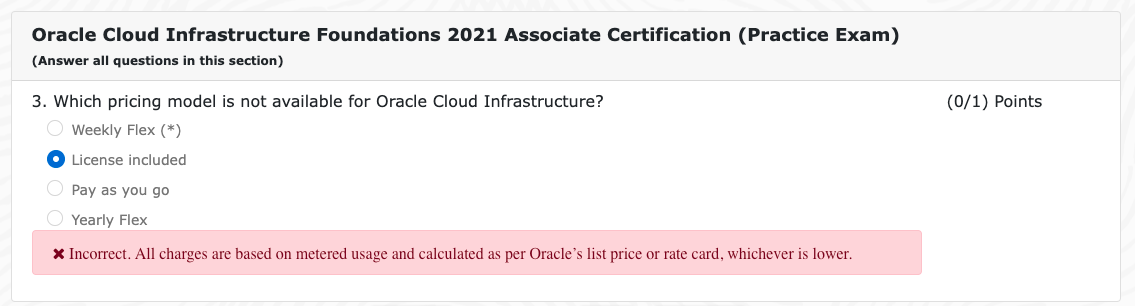 Oracle Cloud Infrastructure Foundations 2021 Associate Certification (Practice Exam)
(Answer all questions in this section)
3. Which pricing model is not available for Oracle Cloud Infrastructure? (0/1) Points
Weekly Flex (*)
License included
Pay as you go
Yearly Flex
✖ Incorrect. All charges are based on metered usage and calculated as per Oracle’s list price or rate card, whichever is lower.